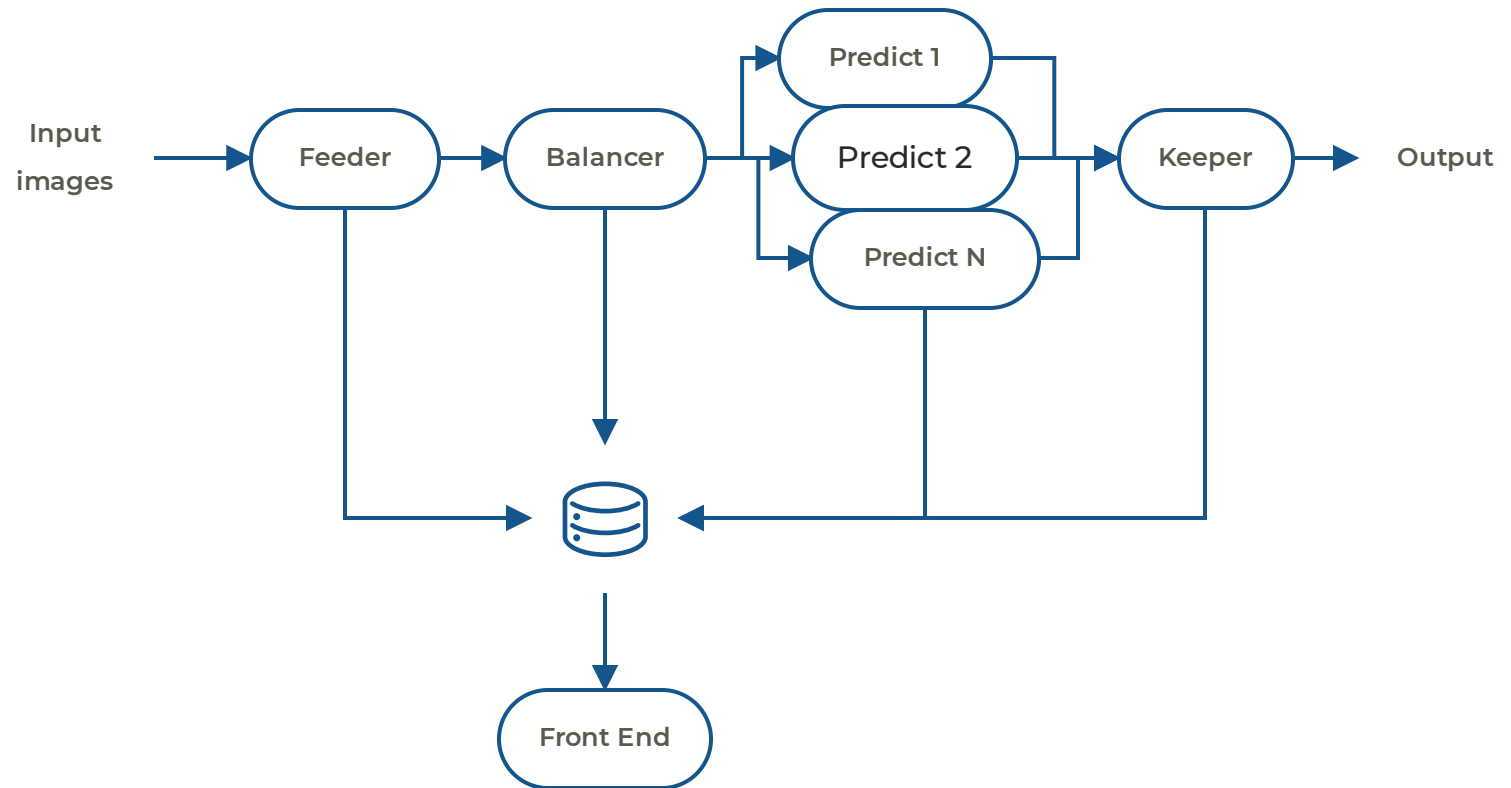 Input
images
Feeder
Balancer
Predict 1
Predict 2
Predict N
Keeper
Output
Front End